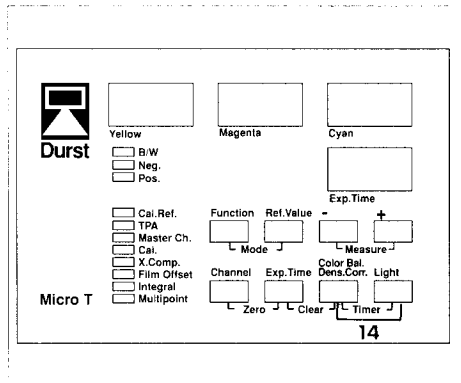 Yellow Magenta Cyan
Durst
B/W
Neg.
Pos.
Exp.Time
Cal.Ref.
TPA
Master Ch.
Cal.
X.Comp.
Film Offset
Integral
Multipoint
Function Ref.Value - +
Mode Measure
Channel Exp.Time Color Bal. Dens.Corr. Light
Zero Clear Timer
Micro T
14